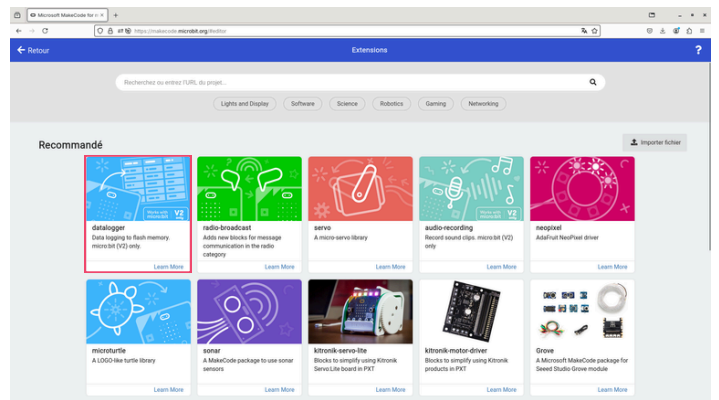 Microsoft MakeCode for n
https://makecode.microbit.org/#editor
Retour
Extensions
?
Recherchez ou entrez l'URL du projet...
Lights and Display
Software
Science
Robotics
Gaming
Networking
Recommandé
Importer fichier
datalogger
Data logging to flash memory.
micro:bit (V2) only.
Learn More
radio-broadcast
Adds new blocks for message
communication in the radio
category
Learn More
servo
A micro-servo library
Learn More
audio-recording
Record sound clips. micro:bit (V2)
only
Learn More
neopixel
AdaFruit NeoPixel driver
Learn More
microturtle
A LOGO-like turtle library
Learn More
sonar
A MakeCode package to use sonar
sensors
Learn More
kitronik-servo-lite
Blocks to simplify using Kitronik
Servo:Lite board in PXT
Learn More
kitronik-motor-driver
Blocks to simplify using Kitronik
products in PXT
Learn More
Grove
A Microsoft MakeCode package for
Seeed Studio Grove module
Learn More